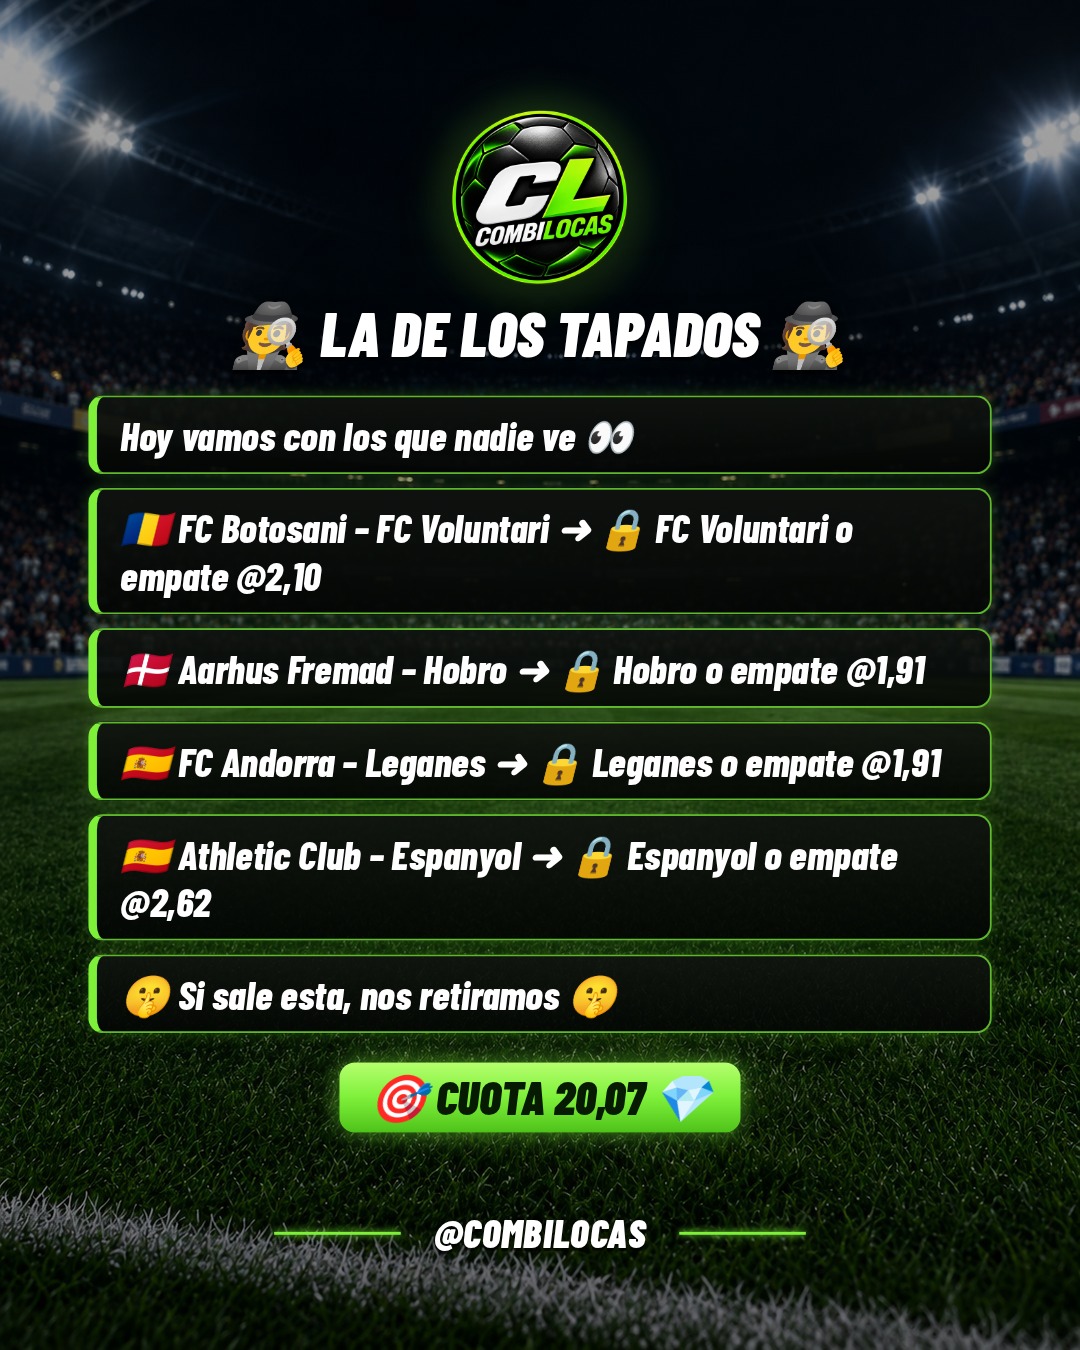 CL
COMBILOCAS
🕵️ LA DE LOS TAPADOS 🕵️
Hoy vamos con los que nadie ve 👀
🇷🇴 FC Botosani - FC Voluntari ➜ 🔒 FC Voluntari o
empate @2,10
🇩🇰 Aarhus Fremad - Hobro ➜ 🔒 Hobro o empate @1,91
🇪🇸 FC Andorra - Leganes ➜ 🔒 Leganes o empate @1,91
🇪🇸 Athletic Club - Espanyol ➜ 🔒 Espanyol o empate
@2,62
🤫 Si sale esta, nos retiramos 🤫
🎯 CUOTA 20,07 💎
@COMBILOCAS